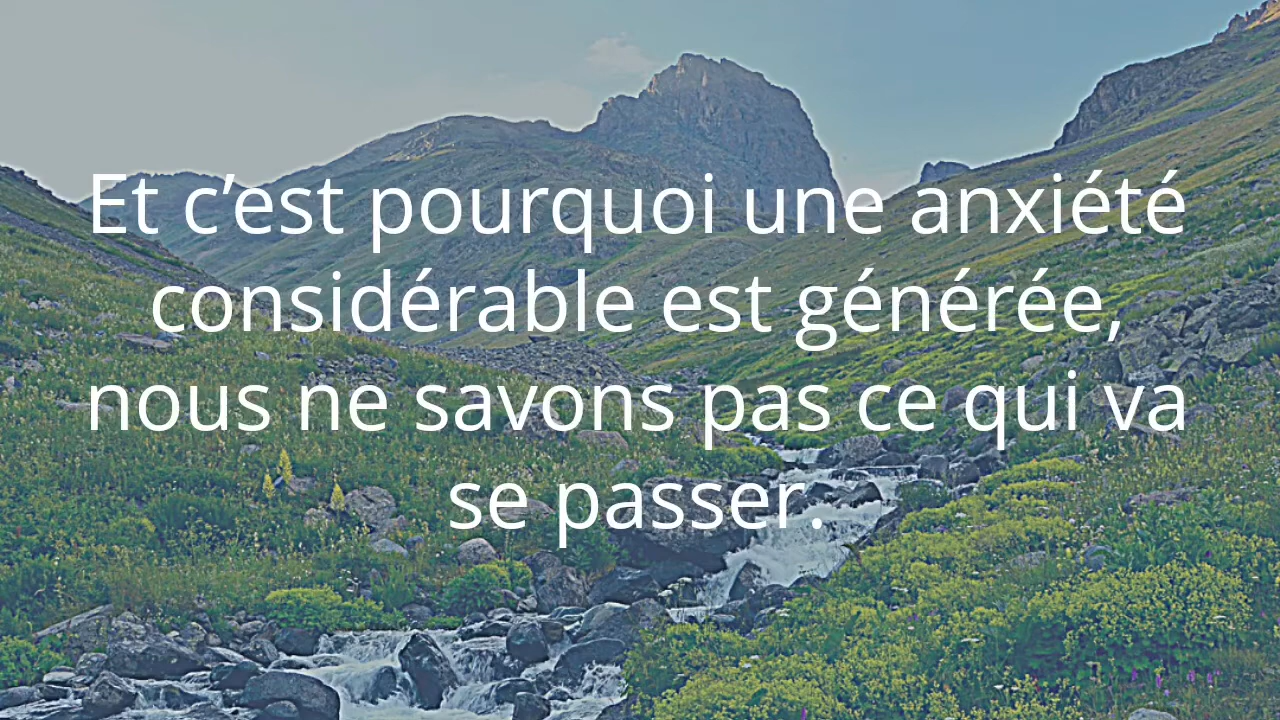 Et c’est pourquoi une anxiété
considérable est générée,
nous ne savons pas ce qui va
se passer.